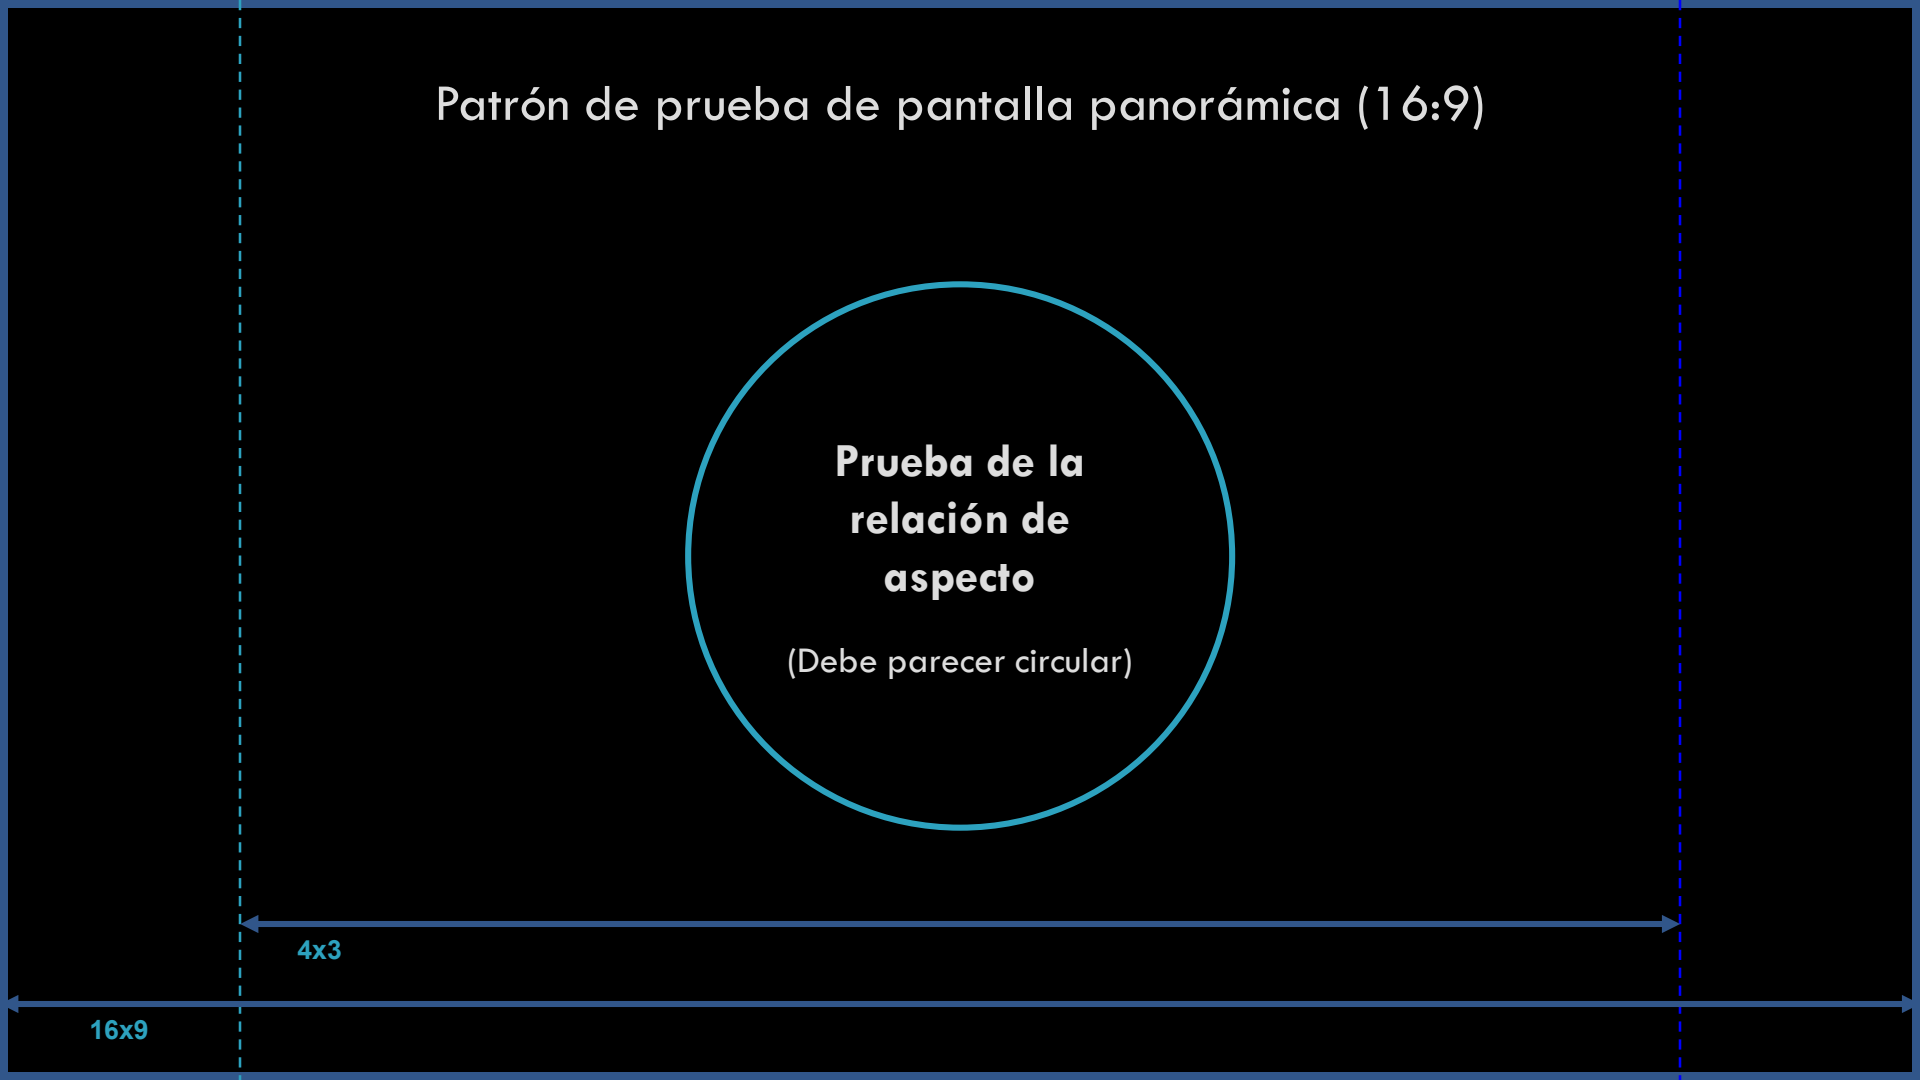 Patrón de prueba de pantalla panorámica (16:9)
Prueba de la
relación de
aspecto
(Debe parecer circular)
4x3
16x9